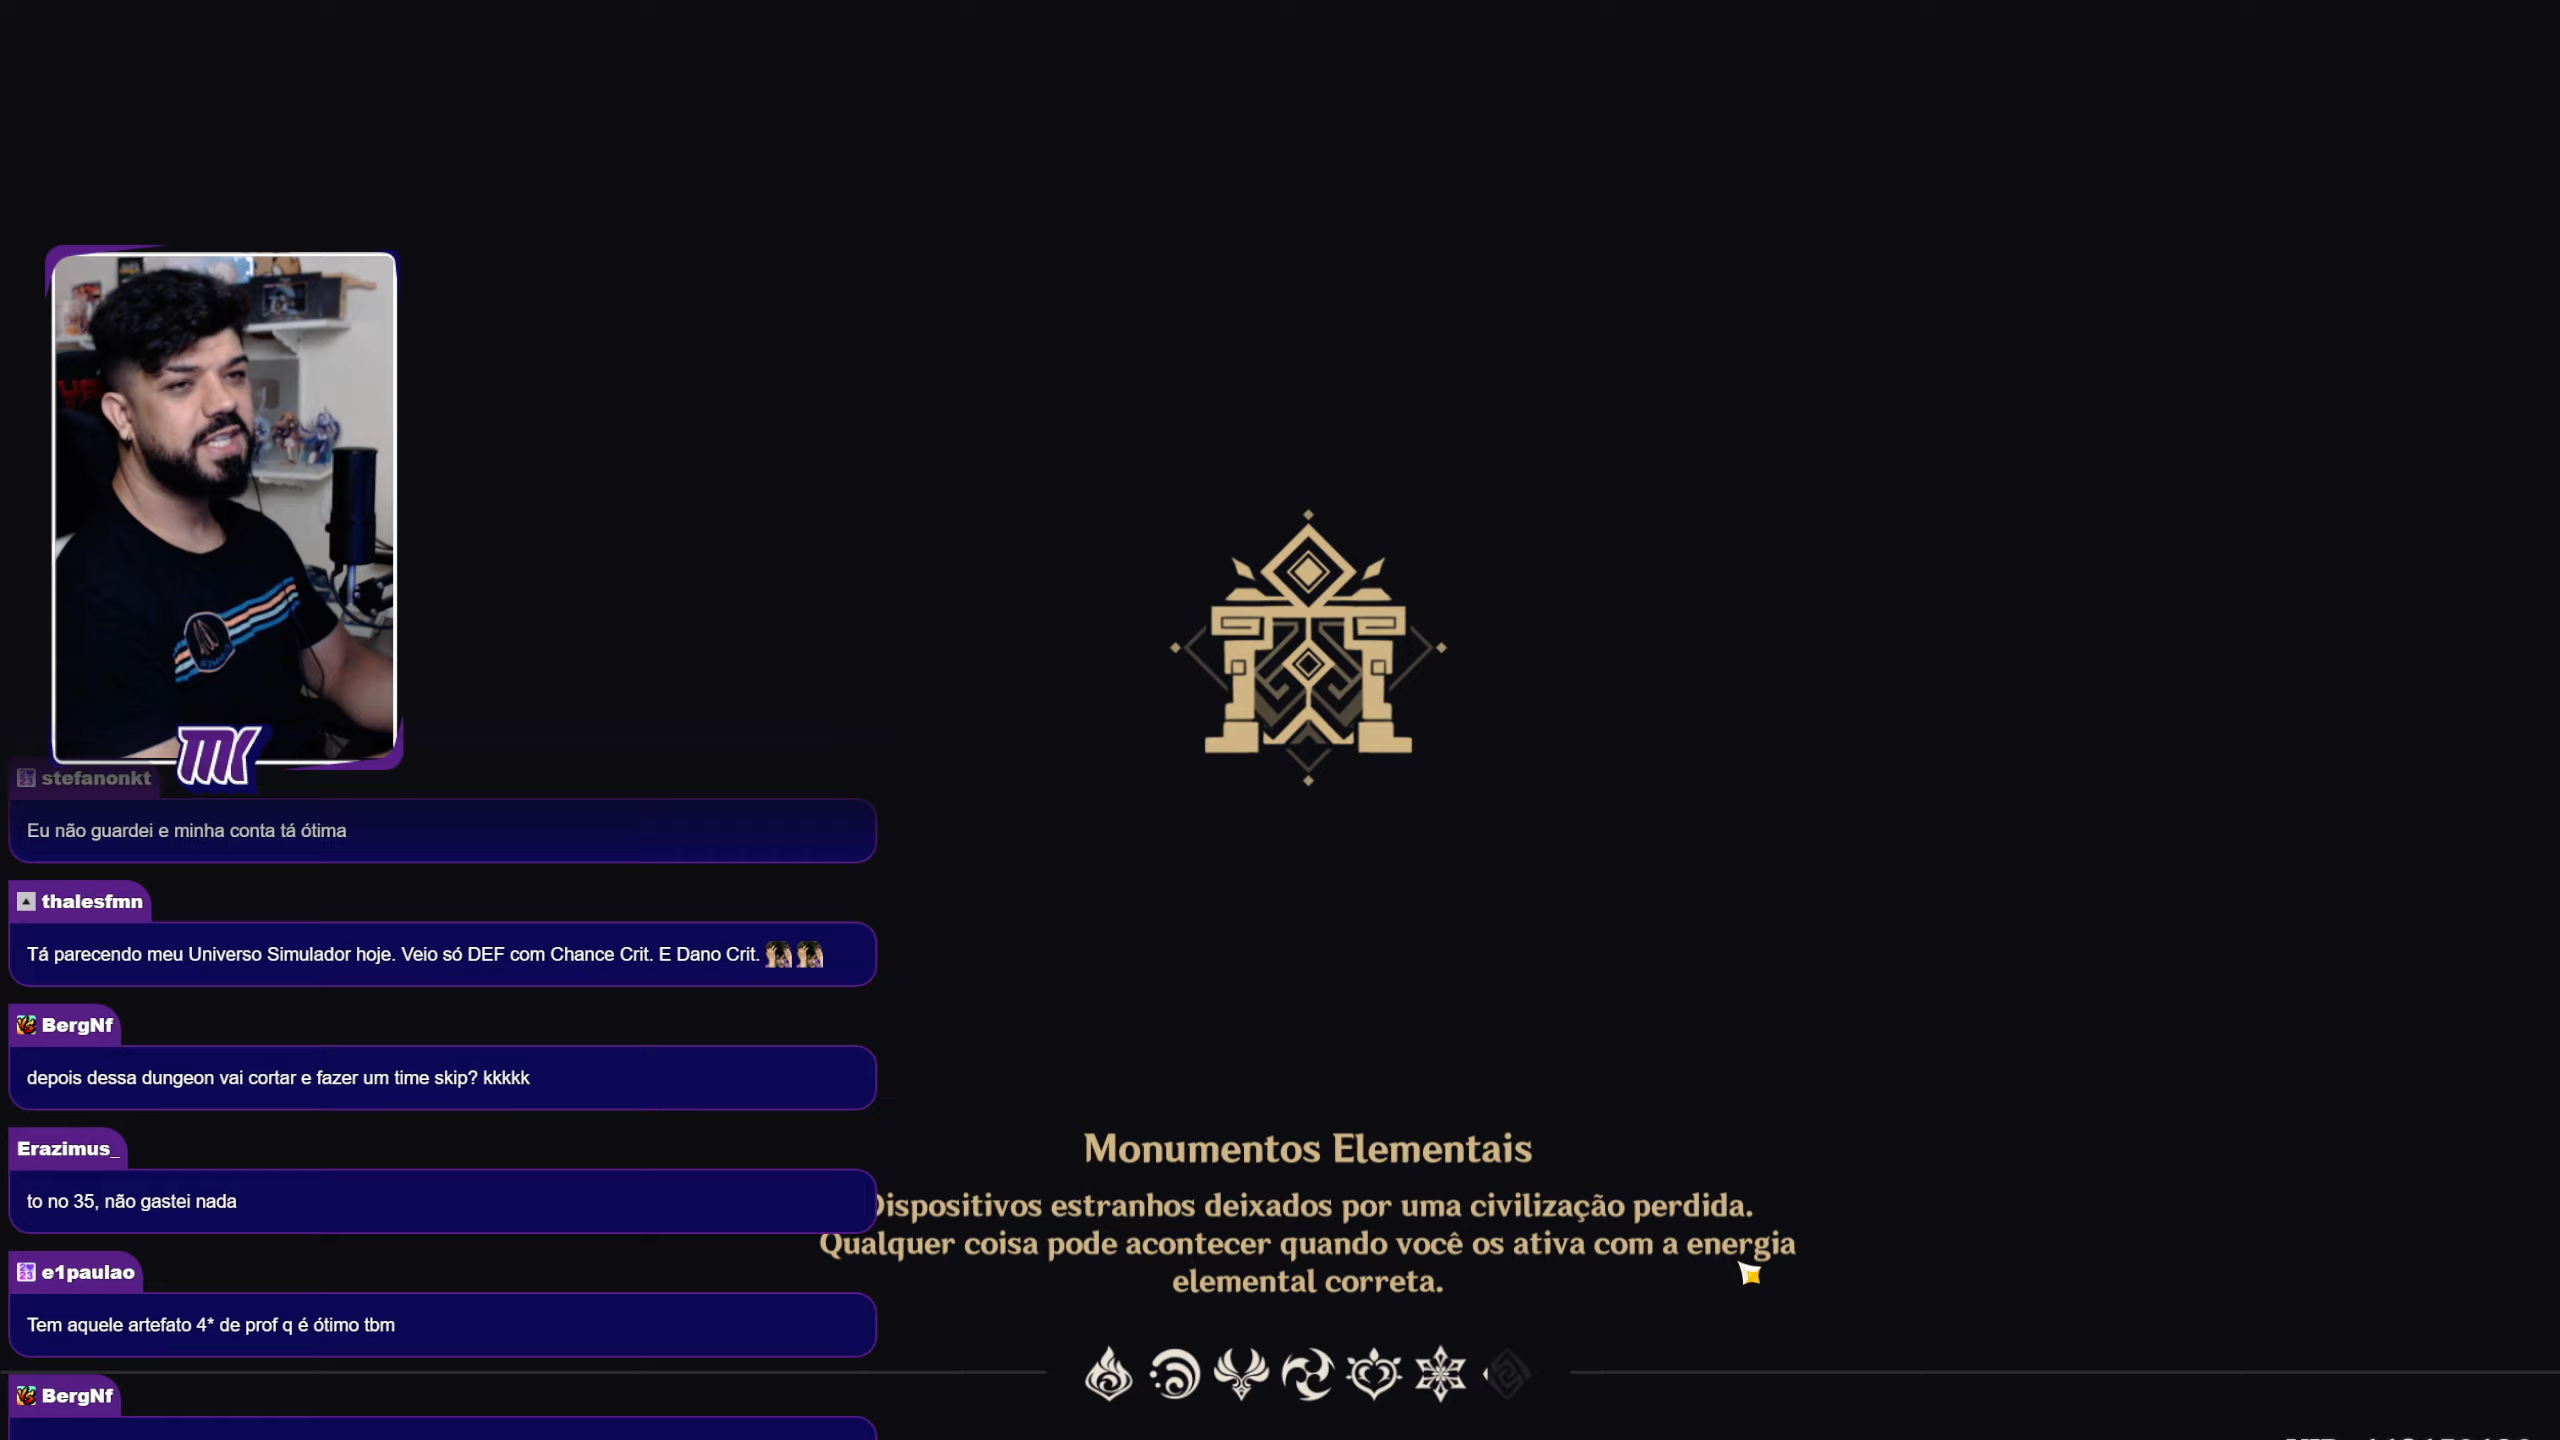 stefanonkt
Eu não guardei e minha conta tá ótima
thalesfmn
Tá parecendo meu Universo Simulador hoje. Veio só DEF com Chance Crit. E Dano Crit.
BergNf
depois dessa dungeon vai cortar e fazer um time skip? kkkkk
Erazimus_
to no 35, não gastei nada
e1paulao
Tem aquele artefato 4* de prof q é ótimo tbm
BergNf
Monumentos Elementais
Dispositivos estranhos deixados por uma civilização perdida.
Qualquer coisa pode acontecer quando você os ativa com a energia
elemental correta.